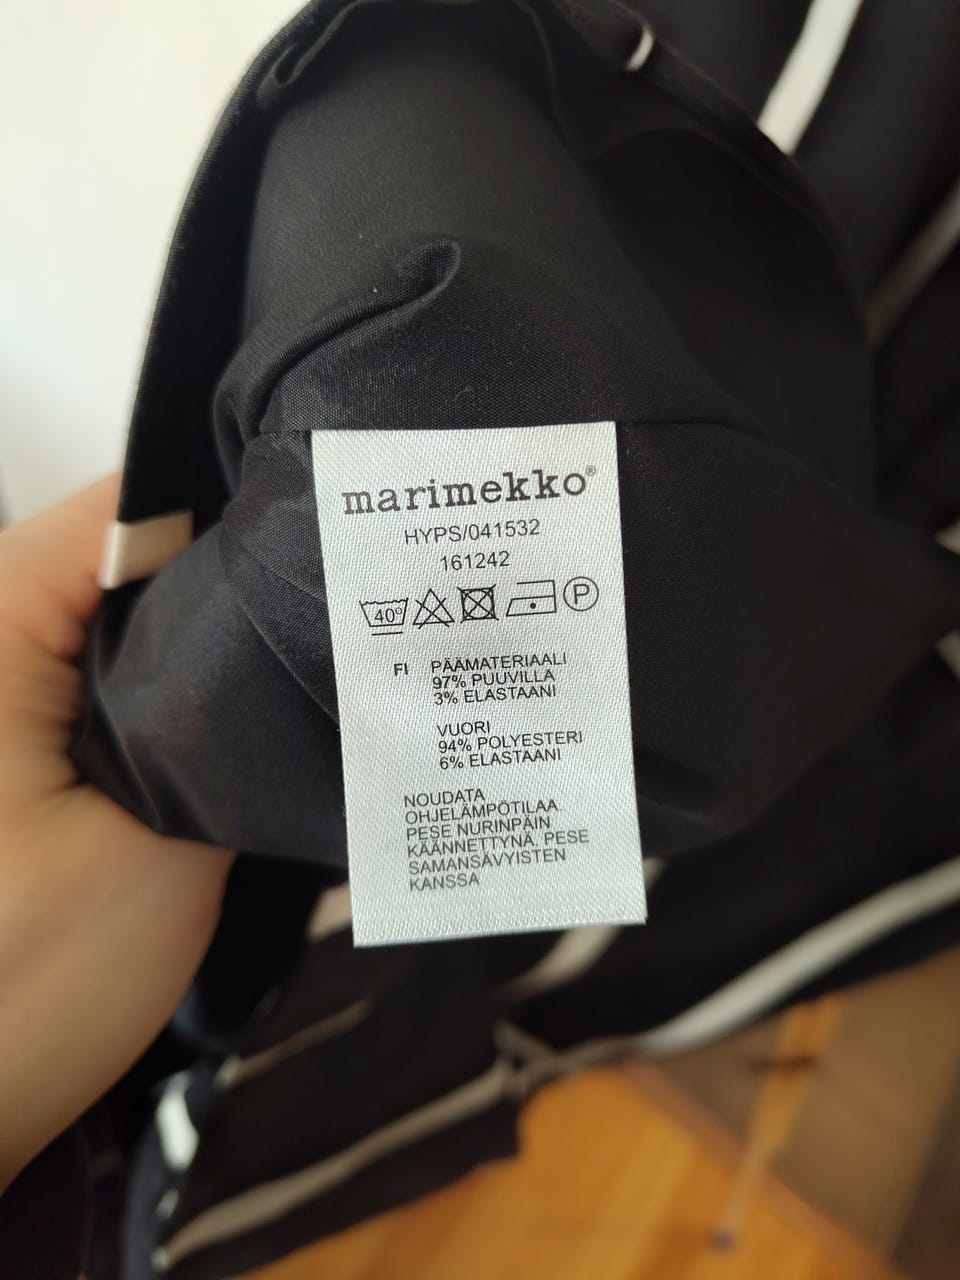 marimekko®
HYPS/041532
161242
40°
P
FI PÄÄMATERIAALI
97% PUUVILLA
3% ELASTAANI
VUORI
94% POLYESTERI
6% ELASTAANI
NOUDATA
OHJELÄMPÖTILAA.
PESE NURINPÄIN
KÄÄNNETTYNÄ. PESE
SAMANSÄVYISTEN
KANSSA